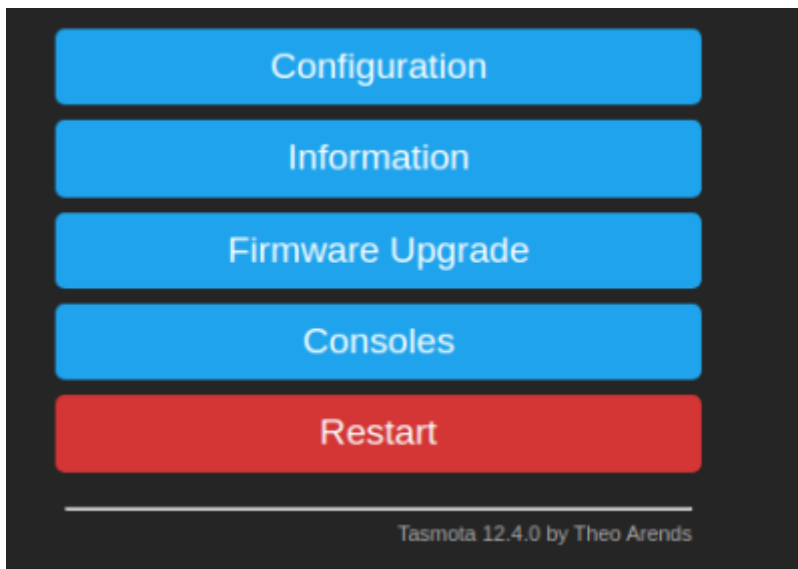 Configuration
Information
Firmware Upgrade
Consoles
Restart
Tasmota 12.4.0 by Theo Arends